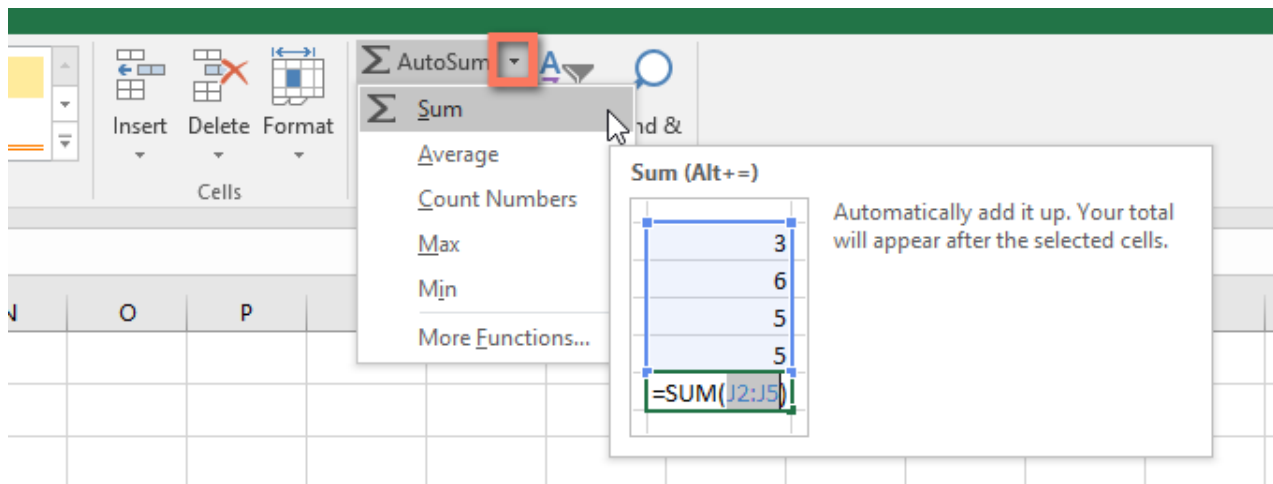 Σ AutoSum
Insert Delete Format
Cells
Σ Sum
Average
Count Numbers
Max
Min
More Functions...
nd &
Sum (Alt+=)
3
6
5
5
=SUM(J2:J5)
Automatically add it up. Your total
will appear after the selected cells.
O P